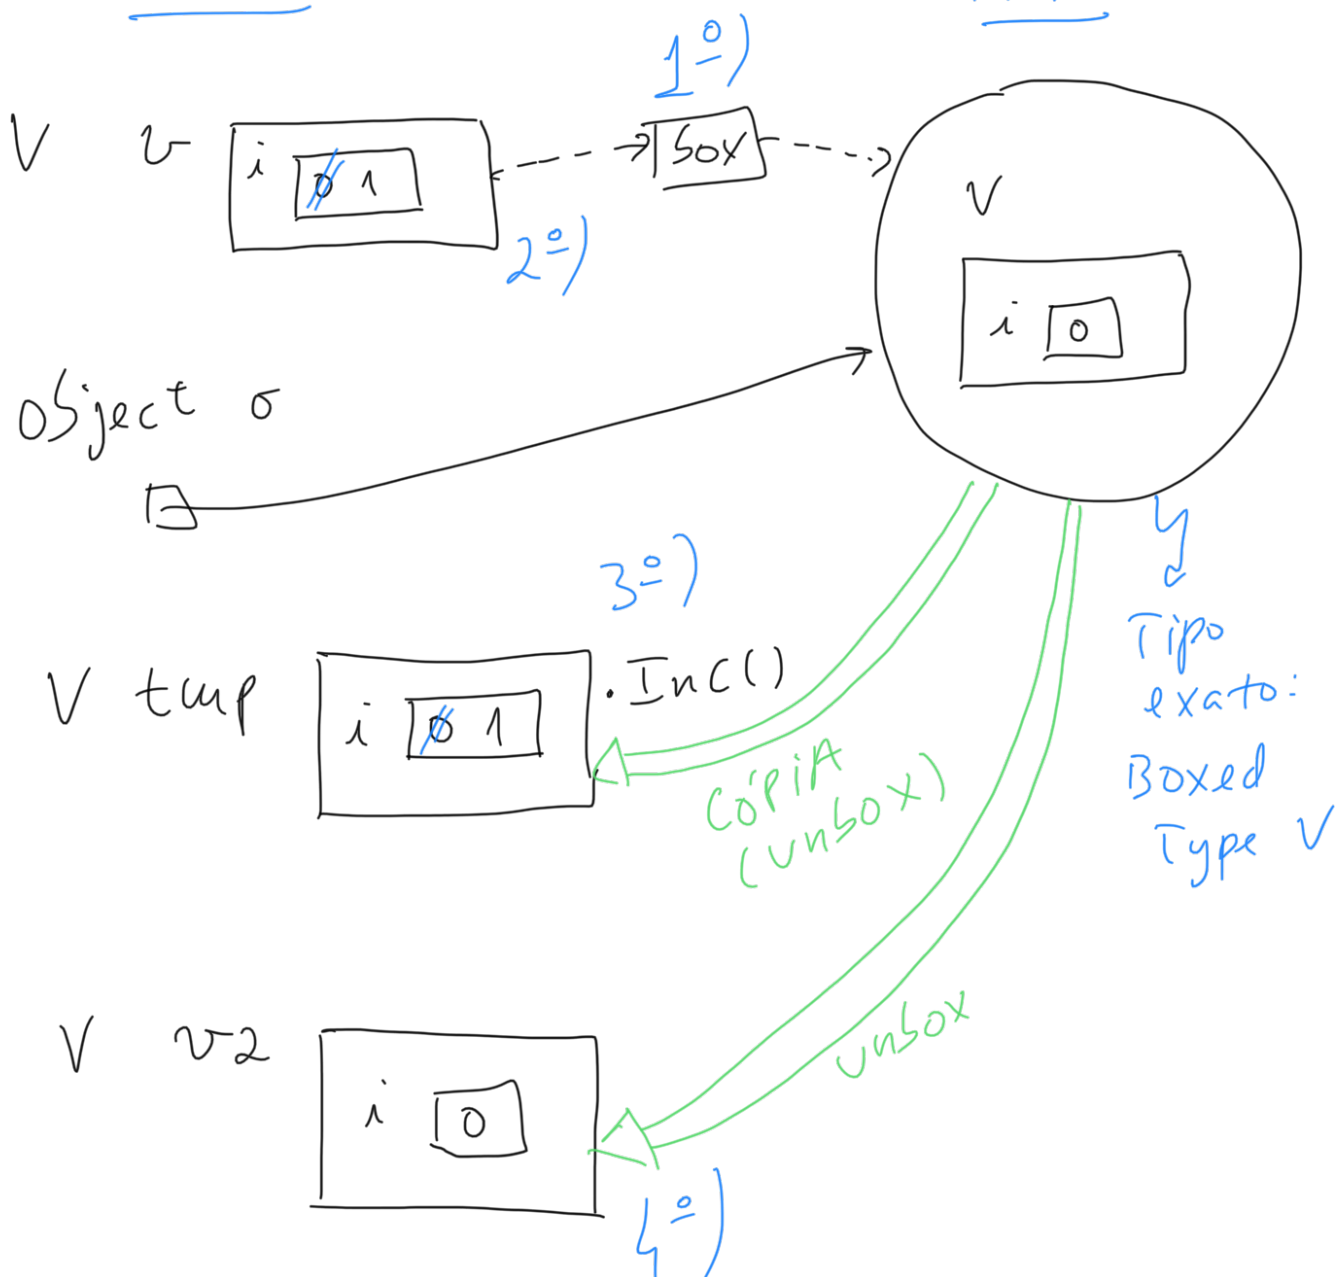 1º)
V v i 0 1 box
V
2º)
i 0
object o
3º)
V tmp i 0 1 .Inc()
Tipo
exato:
Boxed
Type V
CópiA
(unbox)
unbox
V v2 i 0
4º)